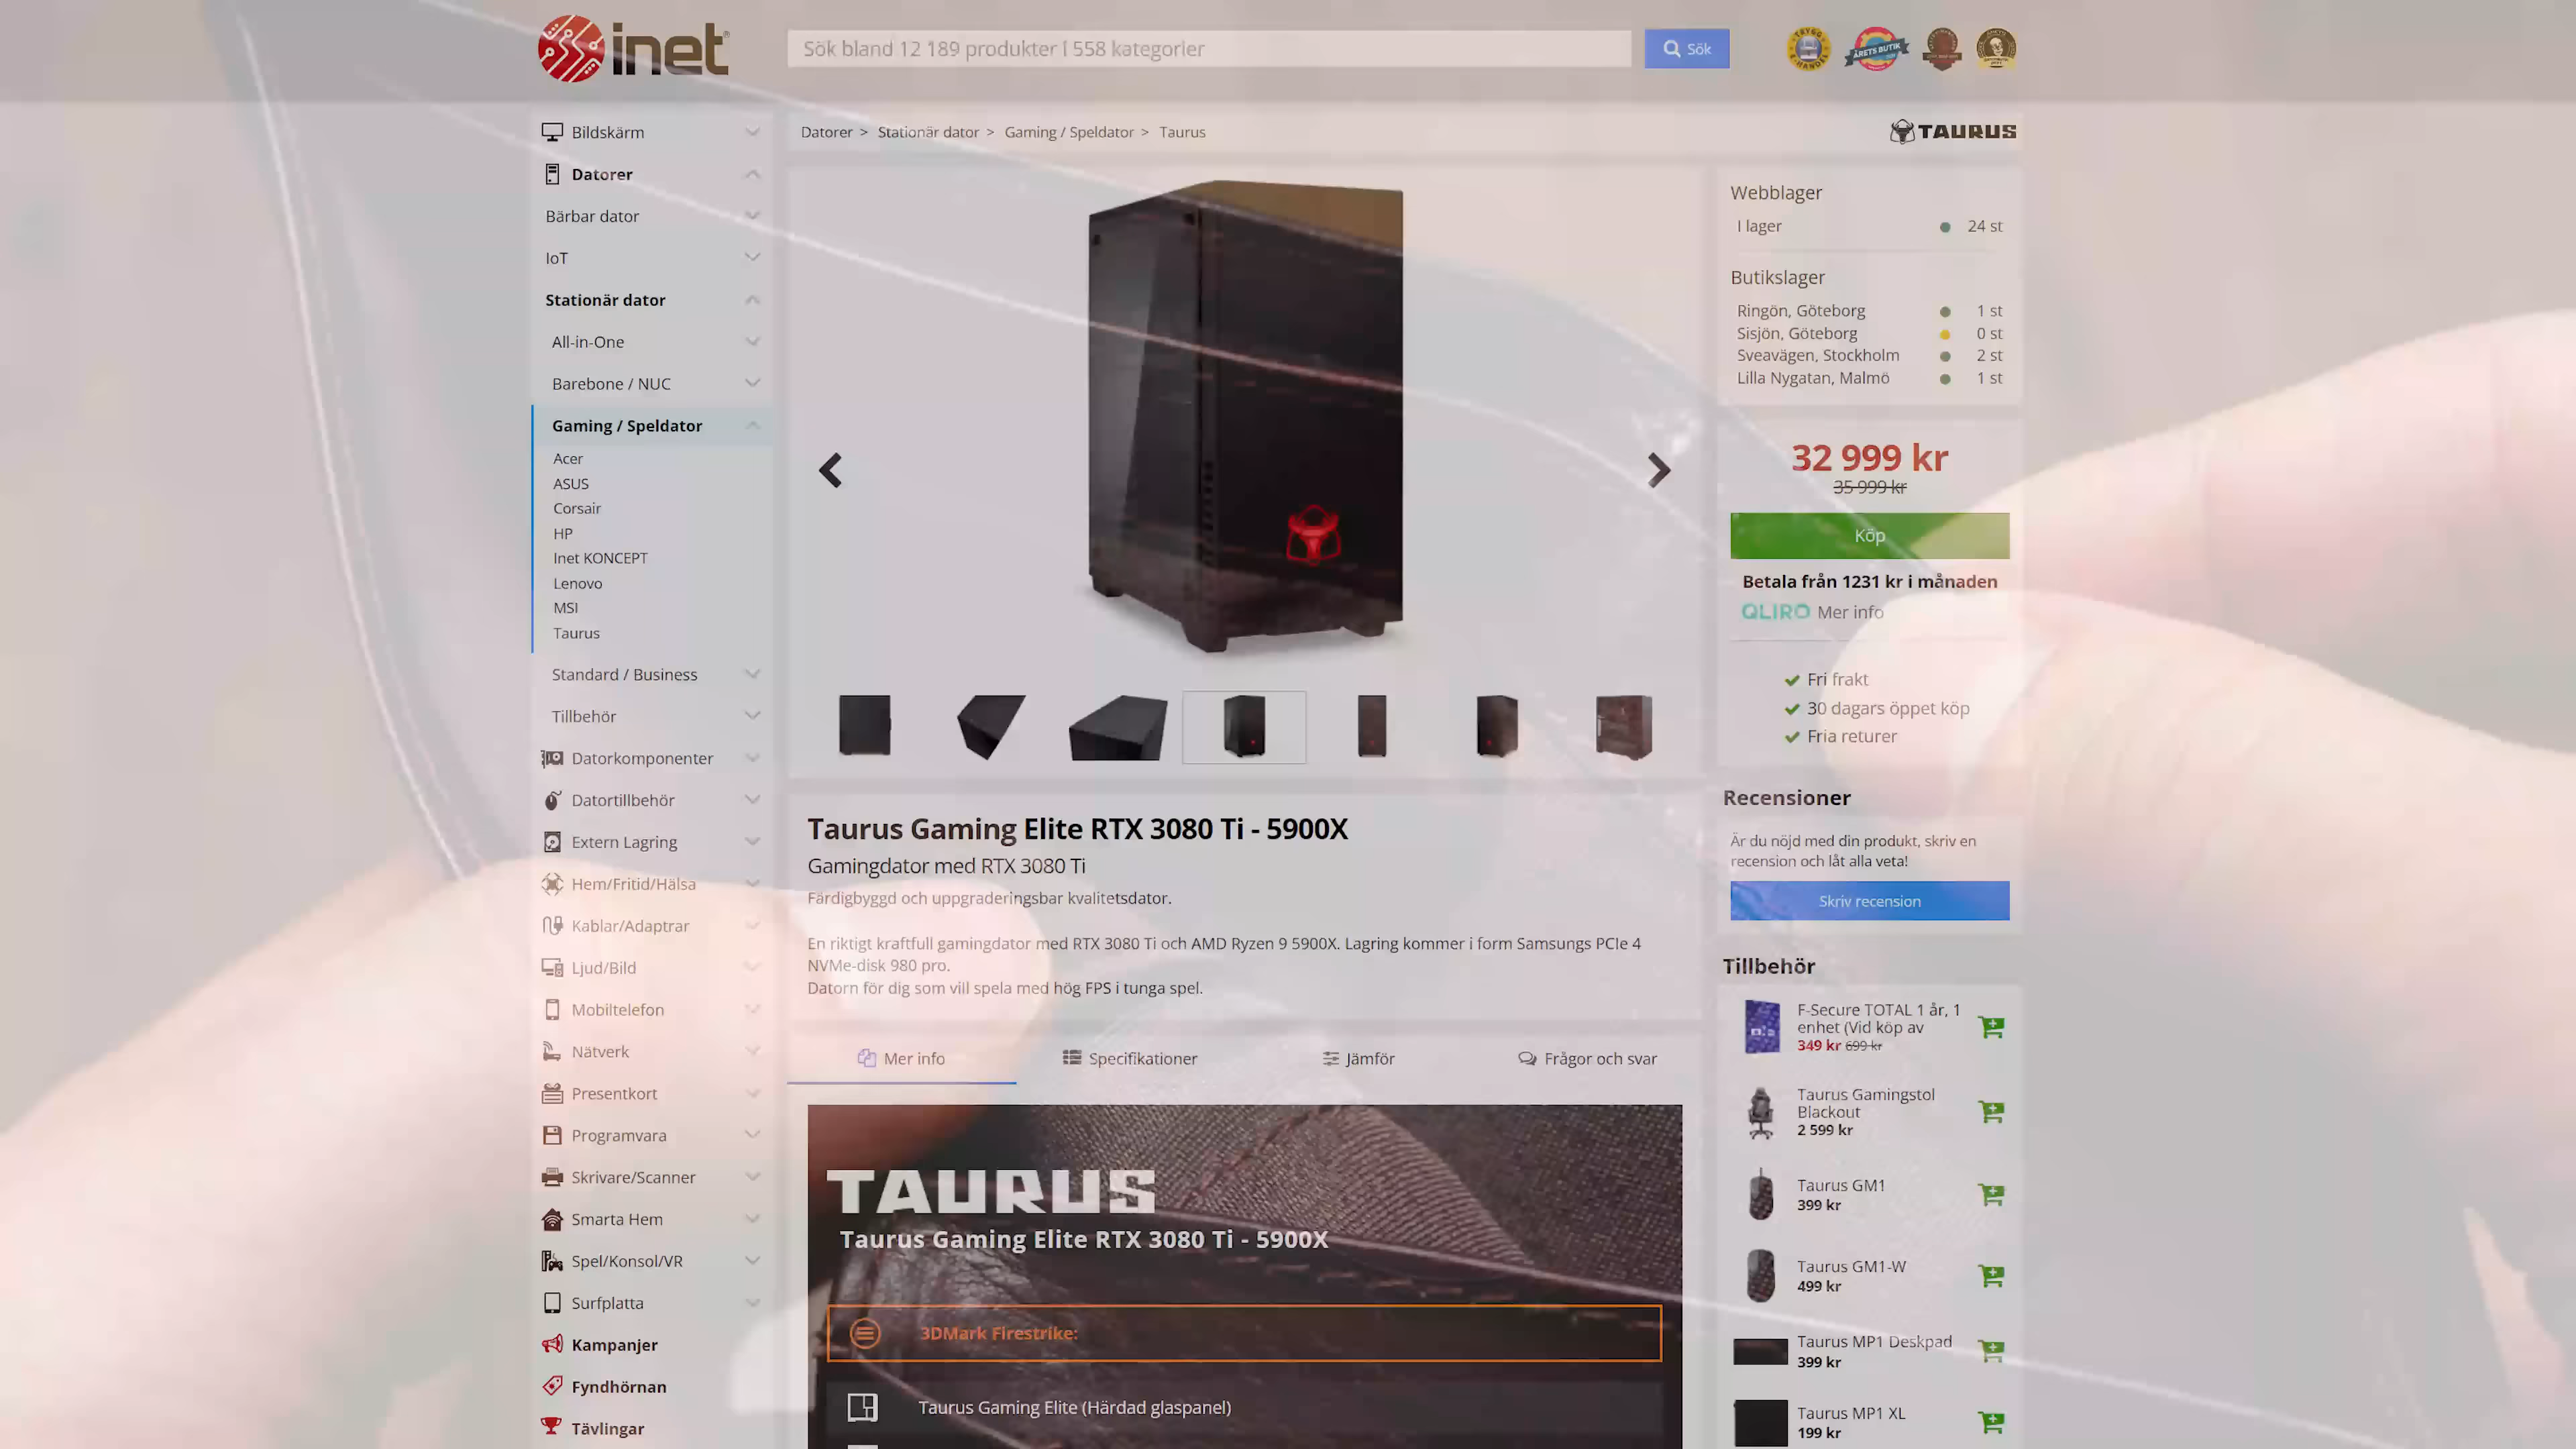 inet
Sök bland 12 189 produkter i 558 kategorier
Sök
TRYGG E-HANDEL
ÅRETS BUTIK
Bildskärm
Datorer
Bärbar dator
IoT
Stationär dator
All-in-One
Barebone / NUC
Gaming / Speldator
Acer
ASUS
Corsair
HP
Inet KONCEPT
Lenovo
MSI
Taurus
Standard / Business
Tillbehör
Datorkomponenter
Datortillbehör
Extern Lagring
Hem/Fritid/Hälsa
Kablar/Adaptrar
Ljud/Bild
Mobiltelefon
Nätverk
Presentkort
Programvara
Skrivare/Scanner
Smarta Hem
Spel/Konsol/VR
Surfplatta
Kampanjer
Fyndhörnan
Tävlingar
Datorer > Stationär dator > Gaming / Speldator > Taurus
TAURUS
Taurus Gaming Elite RTX 3080 Ti - 5900X
Gamingdator med RTX 3080 Ti
Färdigbyggd och uppgraderingsbar kvalitetsdator.
En riktigt kraftfull gamingdator med RTX 3080 Ti och AMD Ryzen 9 5900X. Lagring kommer i form Samsungs PCIe 4
NVMe-disk 980 pro.
Datorn för dig som vill spela med hög FPS i tunga spel.
Mer info
Specifikationer
Jämför
Frågor och svar
TAURUS
Taurus Gaming Elite RTX 3080 Ti - 5900X
3DMark Firestrike:
Taurus Gaming Elite (Härdad glaspanel)
Webblager
I lager 24 st
Butikslager
Ringön, Göteborg 1 st
Sisjön, Göteborg 0 st
Sveavägen, Stockholm 2 st
Lilla Nygatan, Malmö 1 st
32 999 kr
35 999 kr
Köp
Betala från 1231 kr i månaden
QLIRO Mer info
Fri frakt
30 dagars öppet köp
Fria returer
Recensioner
Är du nöjd med din produkt, skriv en
recension och låt alla veta!
Skriv recension
Tillbehör
F-Secure TOTAL 1 år, 1
enhet (Vid köp av
349 kr 699 kr
Taurus Gamingstol
Blackout
2 599 kr
Taurus GM1
399 kr
Taurus GM1-W
499 kr
Taurus MP1 Deskpad
399 kr
Taurus MP1 XL
199 kr